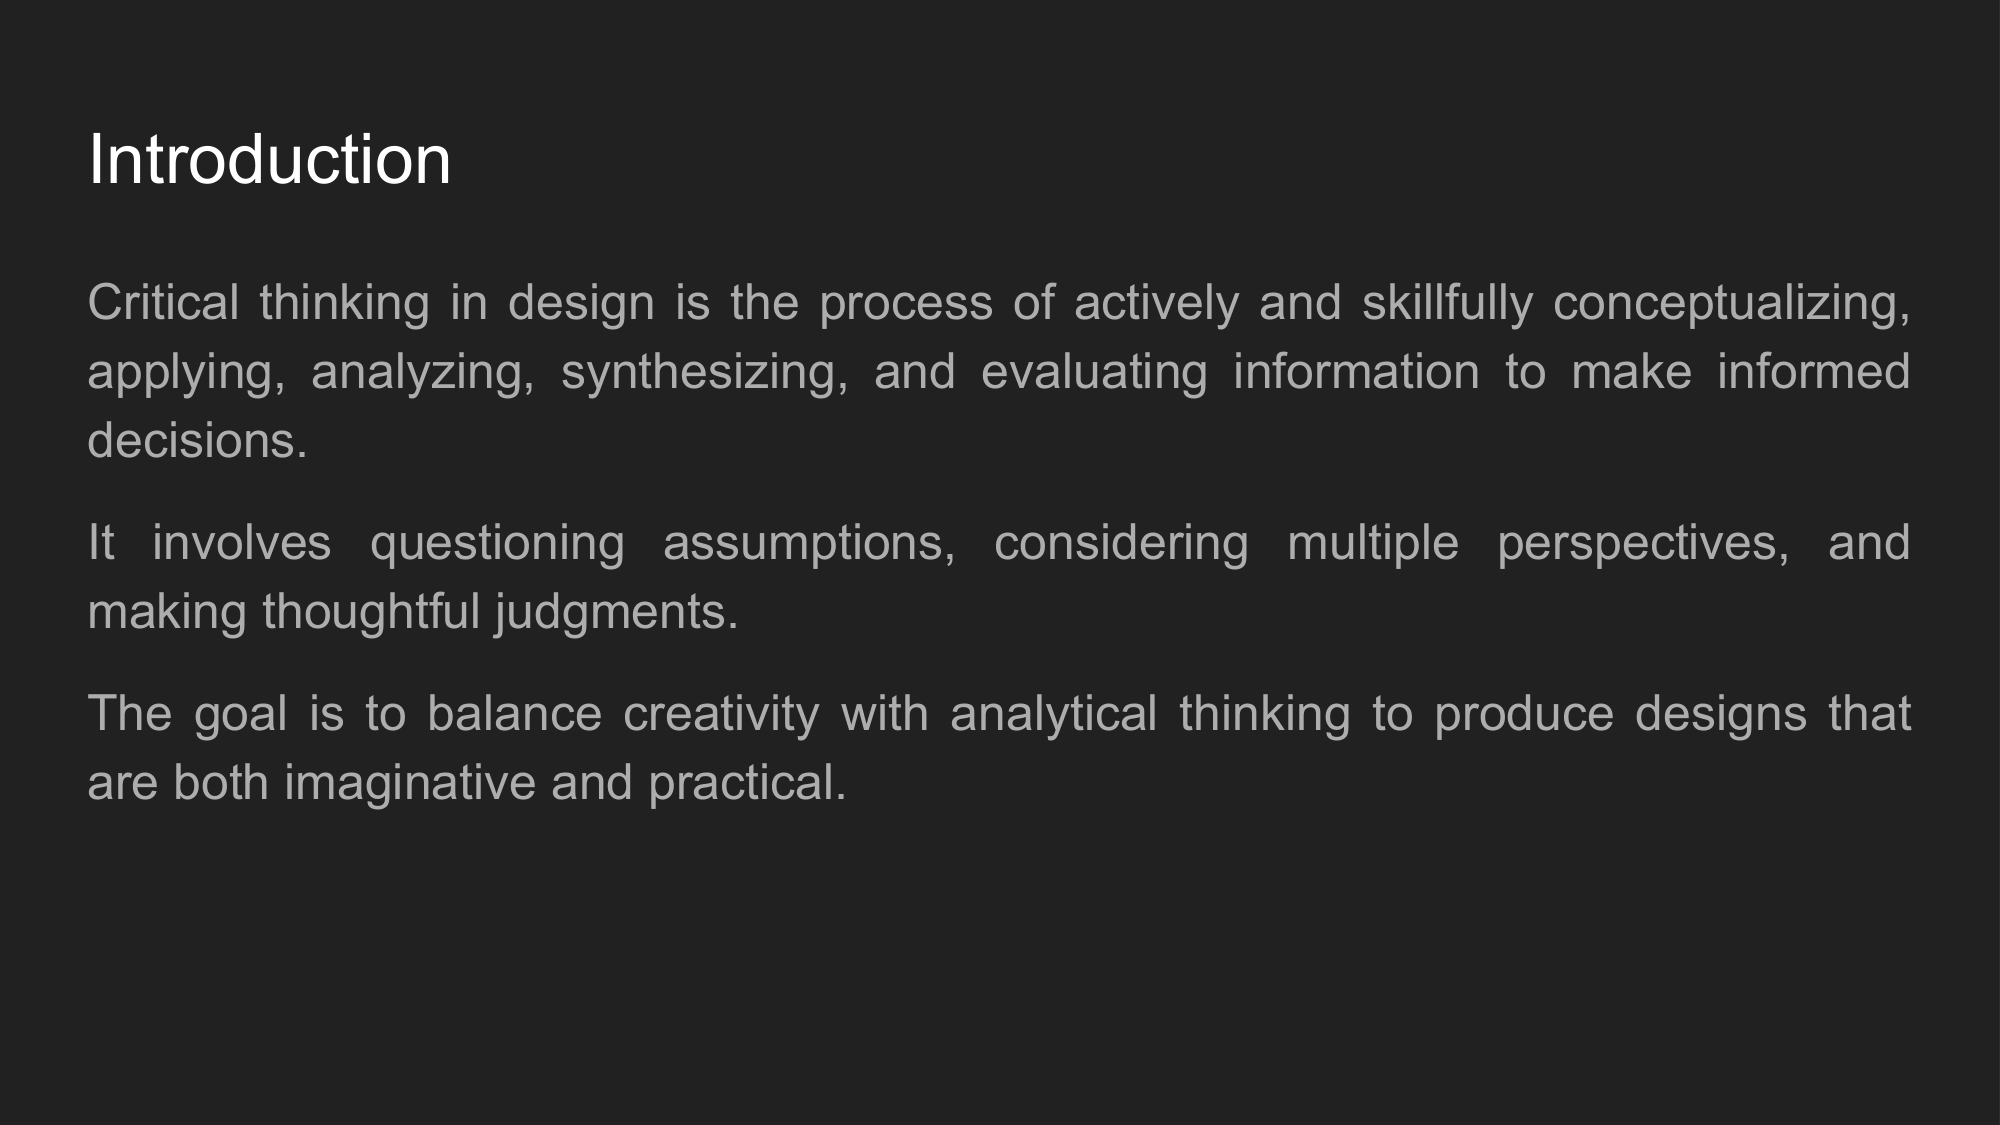 Introduction
Critical thinking in design is the process of actively and skillfully conceptualizing,
applying, analyzing, synthesizing, and evaluating information to make informed
decisions.
It involves questioning assumptions, considering multiple perspectives, and
making thoughtful judgments.
The goal is to balance creativity with analytical thinking to produce designs that
are both imaginative and practical.